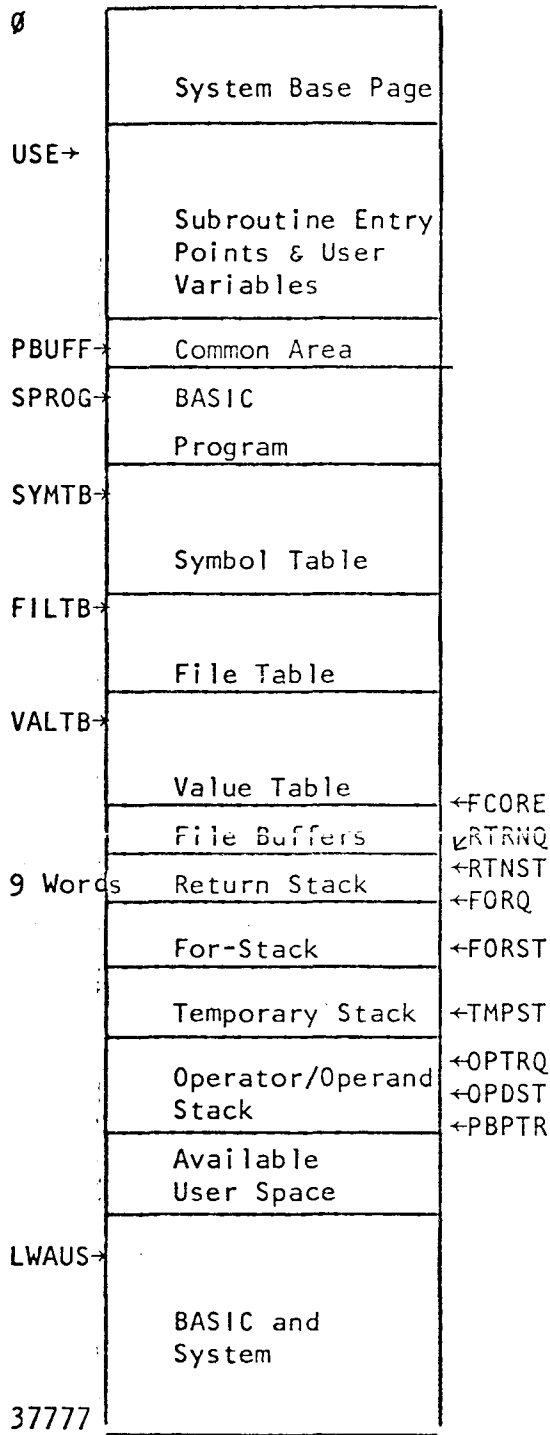 Ø
System Base Page
USE→
Subroutine Entry
Points & User
Variables
PBUFF→ Common Area
SPROG→ BASIC
Program
SYMTB→
Symbol Table
FILTB→
File Table
VALTB→
Value Table
←FCORE
File Buffers
↙RTRNQ
←RTNST
9 Words Return Stack
←FORQ
For-Stack ←FORST
Temporary Stack ←TMPST
←OPTRQ
Operator/Operand
←OPDST
Stack
←PBPTR
Available
User Space
LWAUS→
BASIC and
System
37777